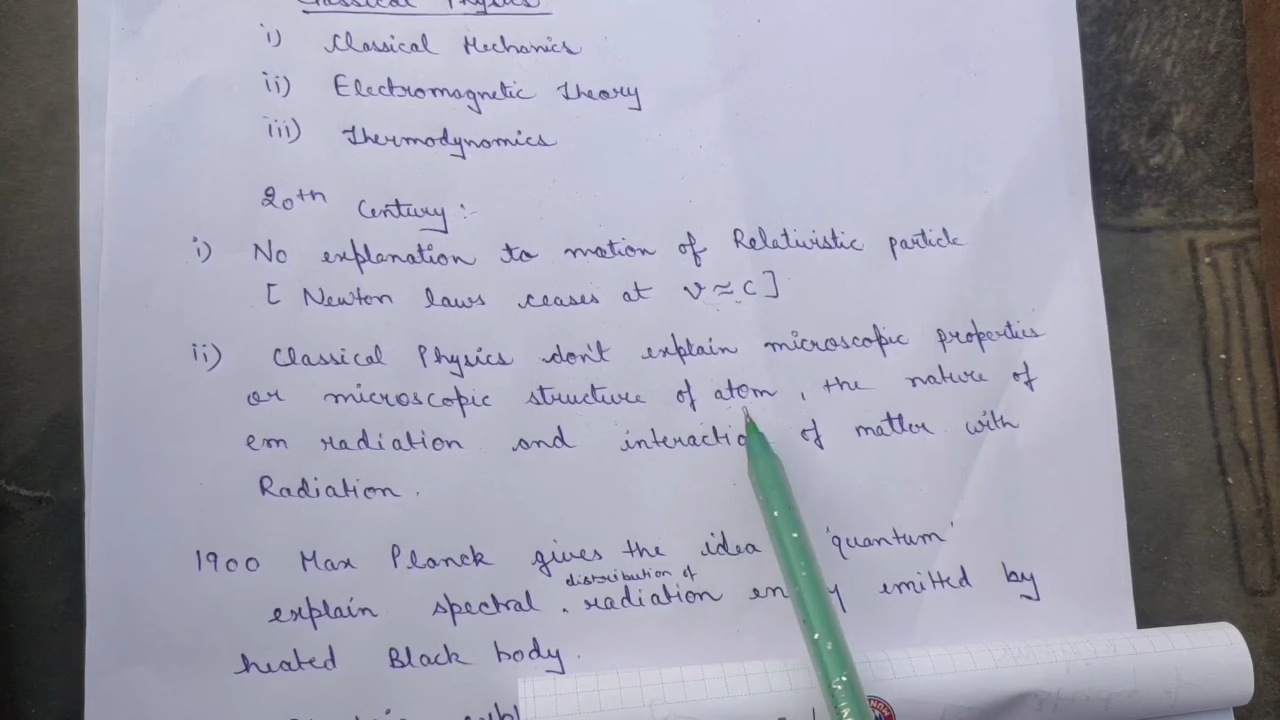 Classical Physics
i) Classical Mechanics
ii) Electromagnetic Theory
iii) Thermodynomics
20th Century :-
i) No explanation to motion of Relativistic particle
[ Newton laws ceases at v ≈ c ]
ii) Classical Physics don't explain microscopic properties
or microscopic structure of atom, the nature of
em radiation and of matter with
Radiation.
1900 Max Planck gives the idea 'quantum'
distribution of
explain spectral radiation emitted by
heated Black body.